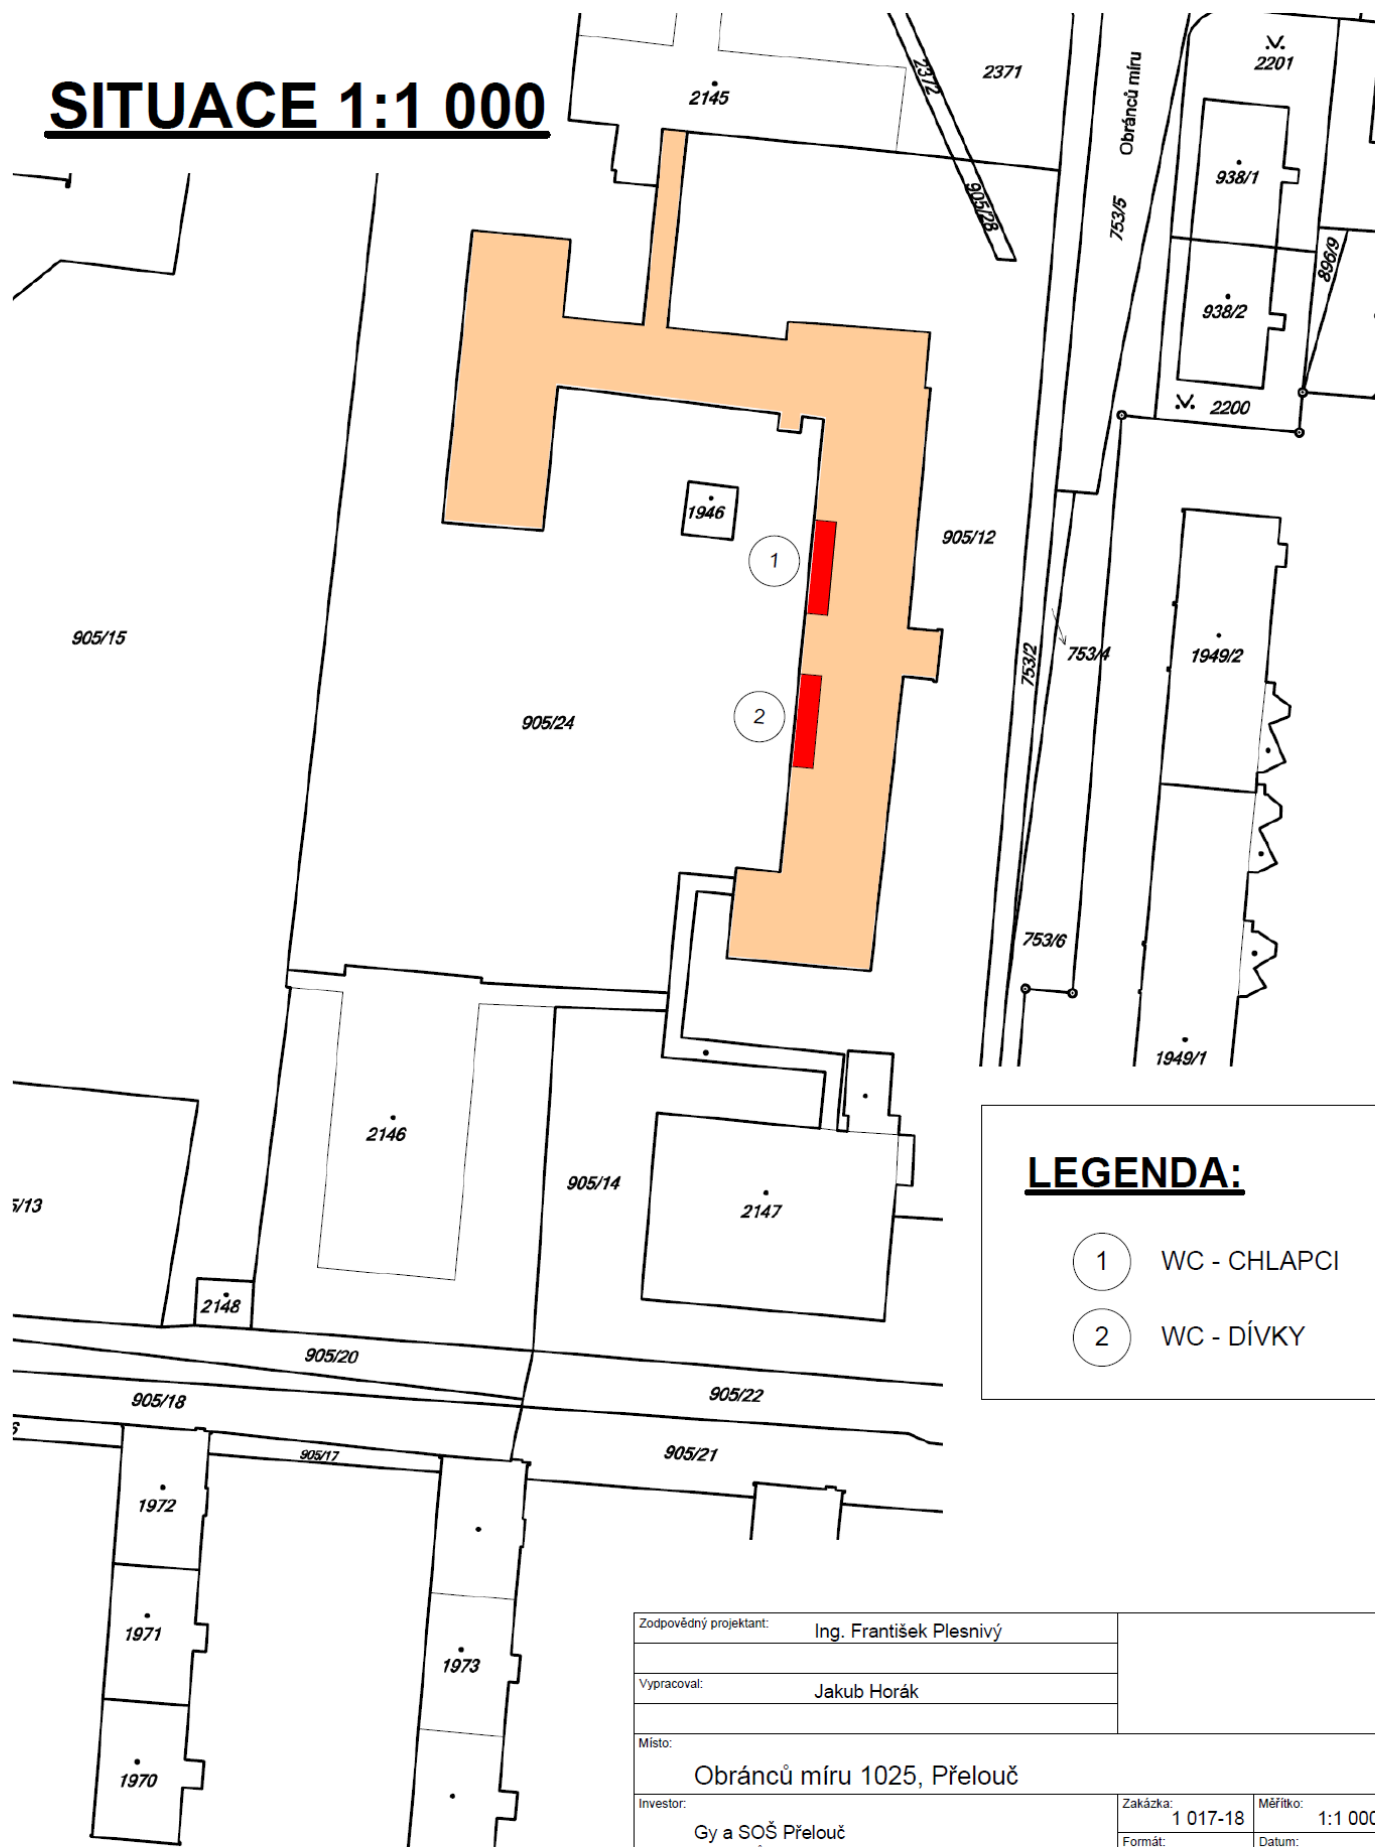 SITUACE 1:1 000
2145
2372
2371
Obránců míru
2201
938/1
905/28
753/5
896/9
938/2
2200
1946
1
905/12
905/15
753/2
753/4
1949/2
905/24
2
753/6
1949/1
2146
905/14
2147
5/13
2148
LEGENDA:
1 WC - CHLAPCI
2 WC - DÍVKY
905/20
905/18
905/22
905/17
905/21
1972
1971
1973
1970
Zodpovědný projektant: Ing. František Plesnivý
Vypracoval: Jakub Horák
Místo:
Obránců míru 1025, Přelouč
Investor:
Gy a SOŠ Přelouč
Zakázka: 1 017-18
Měřítko: 1:1 000
Formát:
Datum: